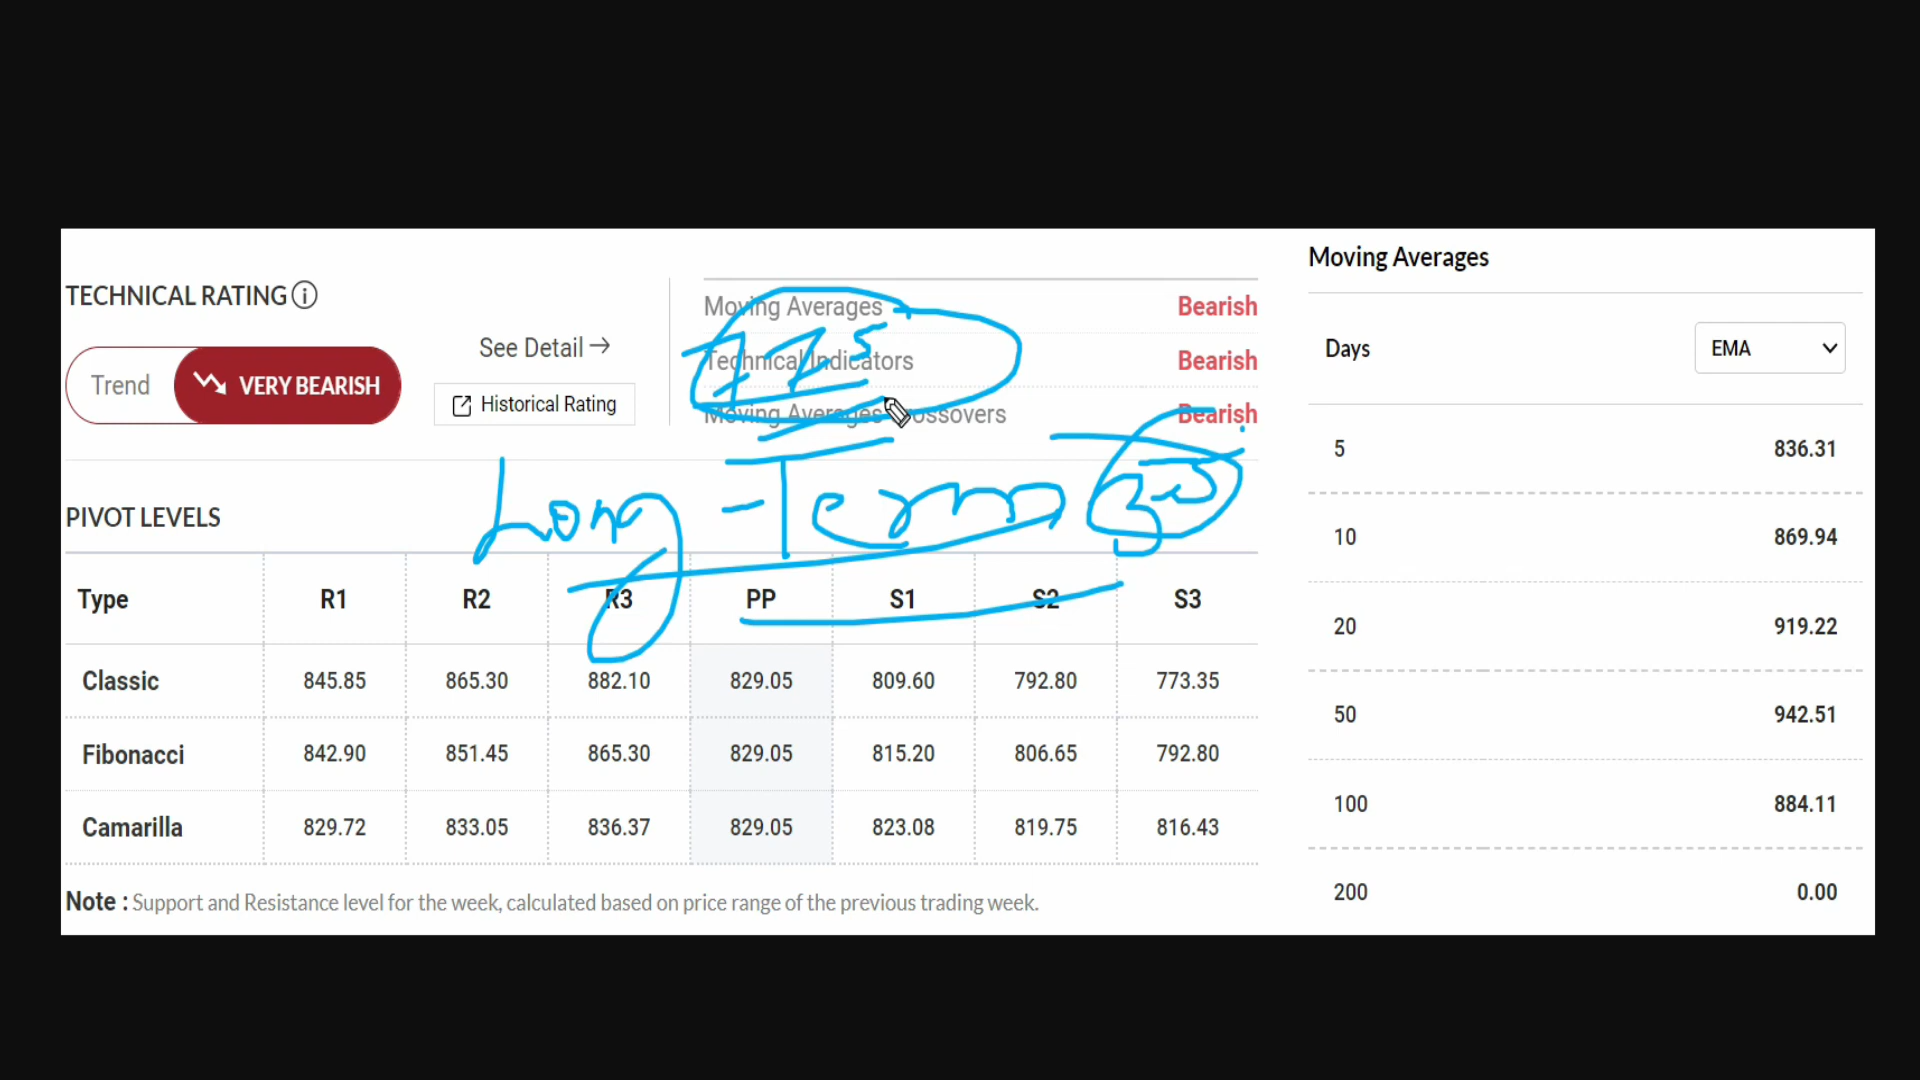 TECHNICAL RATING
Trend VERY BEARISH
See Detail →
Historical Rating
Moving Averages Bearish
Technical Indicators Bearish
Moving Averages Crossovers Bearish
Long - Term
PIVOT LEVELS
Type R1 R2 R3 PP S1 S2 S3
Classic 845.85 865.30 882.10 829.05 809.60 792.80 773.35
Fibonacci 842.90 851.45 865.30 829.05 815.20 806.65 792.80
Camarilla 829.72 833.05 836.37 829.05 823.08 819.75 816.43
Note : Support and Resistance level for the week, calculated based on price range of the previous trading week.
Moving Averages
Days EMA
5 836.31
10 869.94
20 919.22
50 942.51
100 884.11
200 0.00